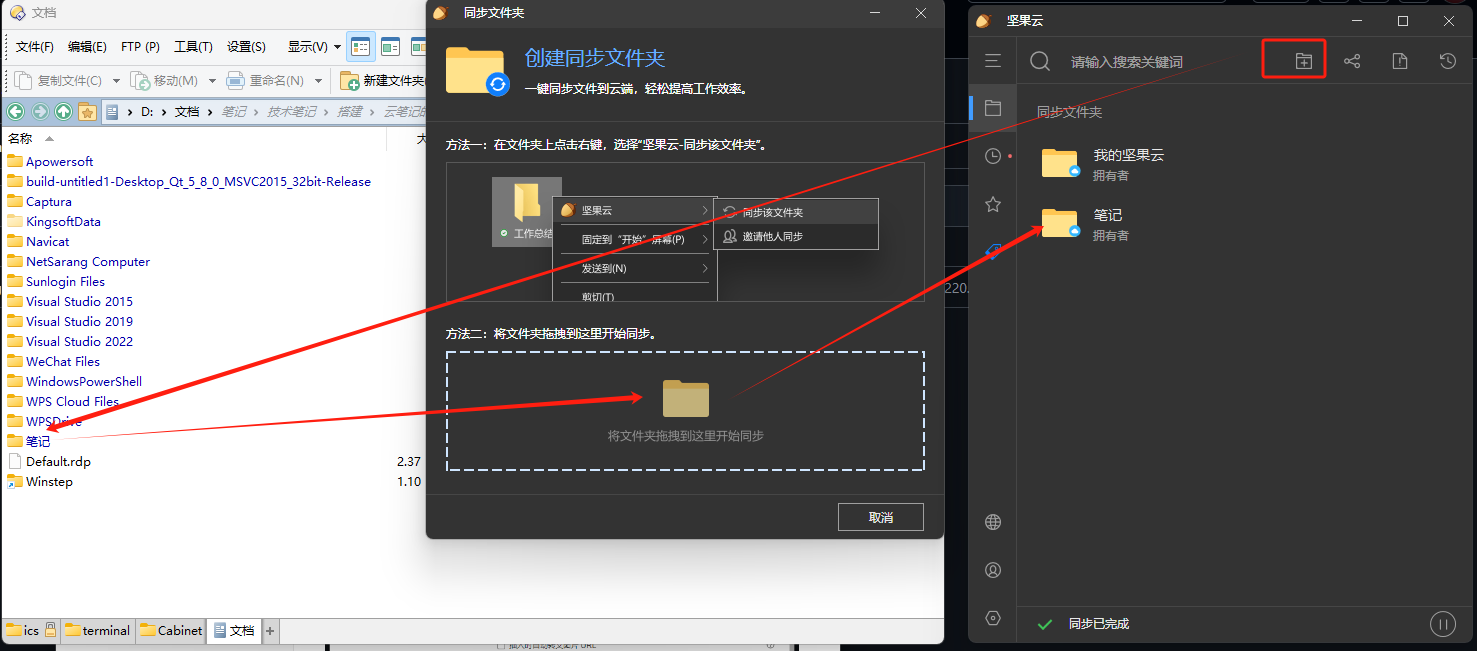 文档
文件(F) 编辑(E) FTP (P) 工具(T) 设置(S) 显示(V)
复制文件(C) 移动(M) 重命名(N) 新建文件夹
D: 文档 笔记 技术笔记 搭建
名称
Apowersoft
build-untitled1-Desktop_Qt_5_8_0_MSVC2015_32bit-Release
Captura
KingsoftData
Navicat
NetSarang Computer
Sunlogin Files
Visual Studio 2015
Visual Studio 2019
Visual Studio 2022
WeChat Files
WindowsPowerShell
WPS Cloud Files
WPSDrive
笔记
Default.rdp 2.37
Winstep 1.10
ics terminal Cabinet 文档 +
同步文件夹
创建同步文件夹
一键同步文件到云端，轻松提高工作效率。
方法一：在文件夹上点击右键，选择“坚果云-同步该文件夹”。
工作总结
坚果云
固定到“开始”屏幕(P)
发送到(N)
剪切(T)
同步该文件夹
邀请他人同步
方法二：将文件夹拖拽到这里开始同步。
将文件夹拖拽到这里开始同步
取消
220.
坚果云
请输入搜索关键词
同步文件夹
我的坚果云
拥有者
笔记
拥有者
同步已完成